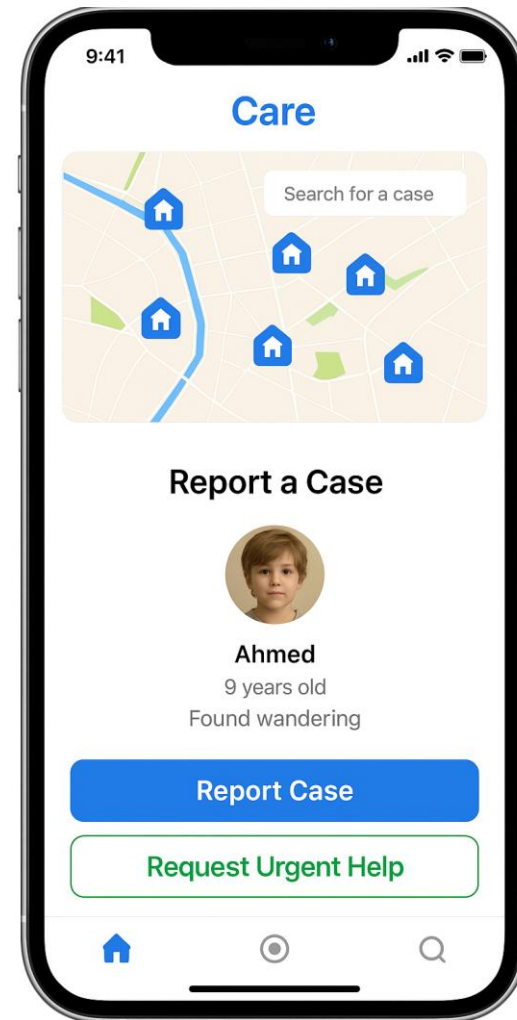 9:41
Care
Search for a case
Report a Case
Ahmed
9 years old
Found wandering
Report Case
Request Urgent Help